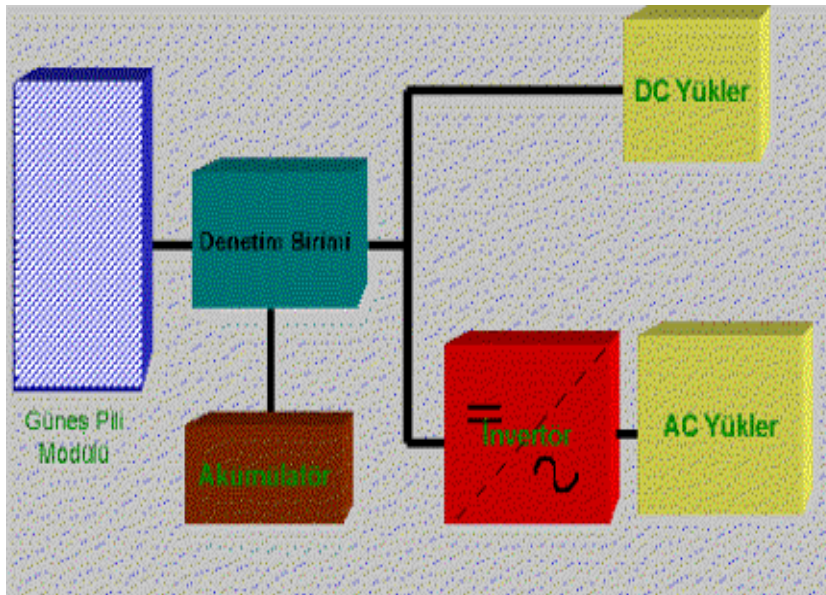 DC Yükler
Denetim Birimi
Günes Pili
Modülü
Akümülatör
İnvertör
AC Yükler